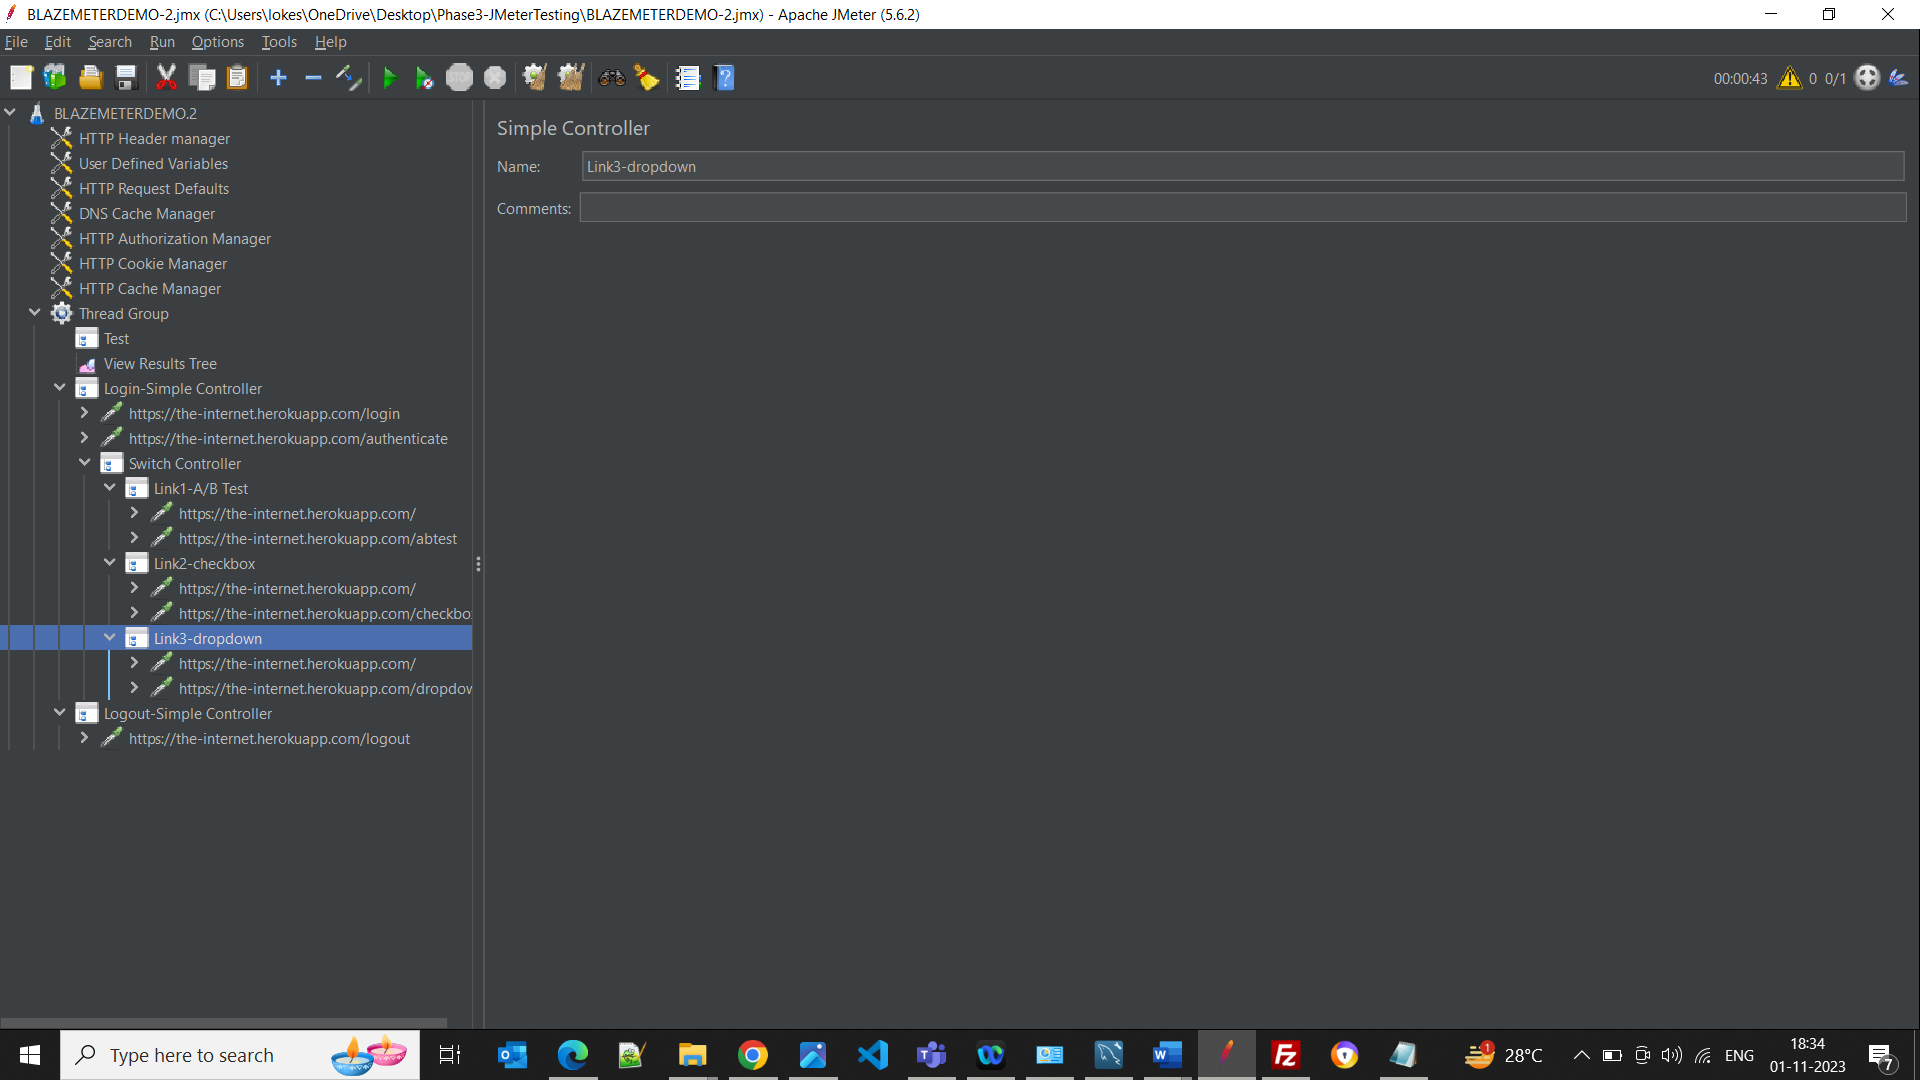 BLAZEMETERDEMO-2.jmx (C:\Users\lokes\OneDrive\Desktop\Phase3-JMeterTesting\BLAZEMETERDEMO-2.jmx) - Apache JMeter (5.6.2)
File Edit Search Run Options Tools Help
STOP 00:00:43 0 0/1
BLAZEMETERDEMO.2
HTTP Header manager
User Defined Variables
HTTP Request Defaults
DNS Cache Manager
HTTP Authorization Manager
HTTP Cookie Manager
HTTP Cache Manager
Thread Group
Test
View Results Tree
Login-Simple Controller
https://the-internet.herokuapp.com/login
https://the-internet.herokuapp.com/authenticate
Switch Controller
Link1-A/B Test
https://the-internet.herokuapp.com/
https://the-internet.herokuapp.com/abtest
Link2-checkbox
https://the-internet.herokuapp.com/
https://the-internet.herokuapp.com/checkbo
Link3-dropdown
https://the-internet.herokuapp.com/
https://the-internet.herokuapp.com/dropdow
Logout-Simple Controller
https://the-internet.herokuapp.com/logout
Simple Controller
Name: Link3-dropdown
Comments:
Type here to search
1 28°C ENG
18:34
01-11-2023
7